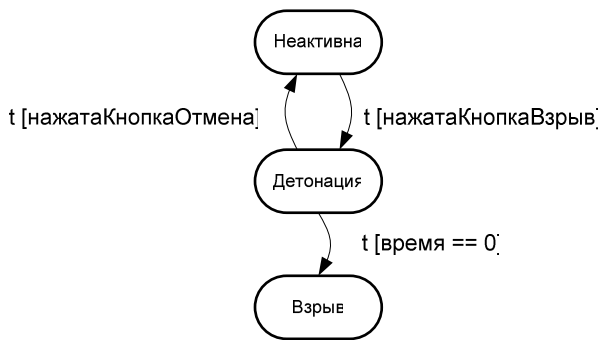 Неактивна
t [нажатаКнопкаОтмена]
t [нажатаКнопкаВзрыв]
Детонация
t [время == 0]
Взрыв